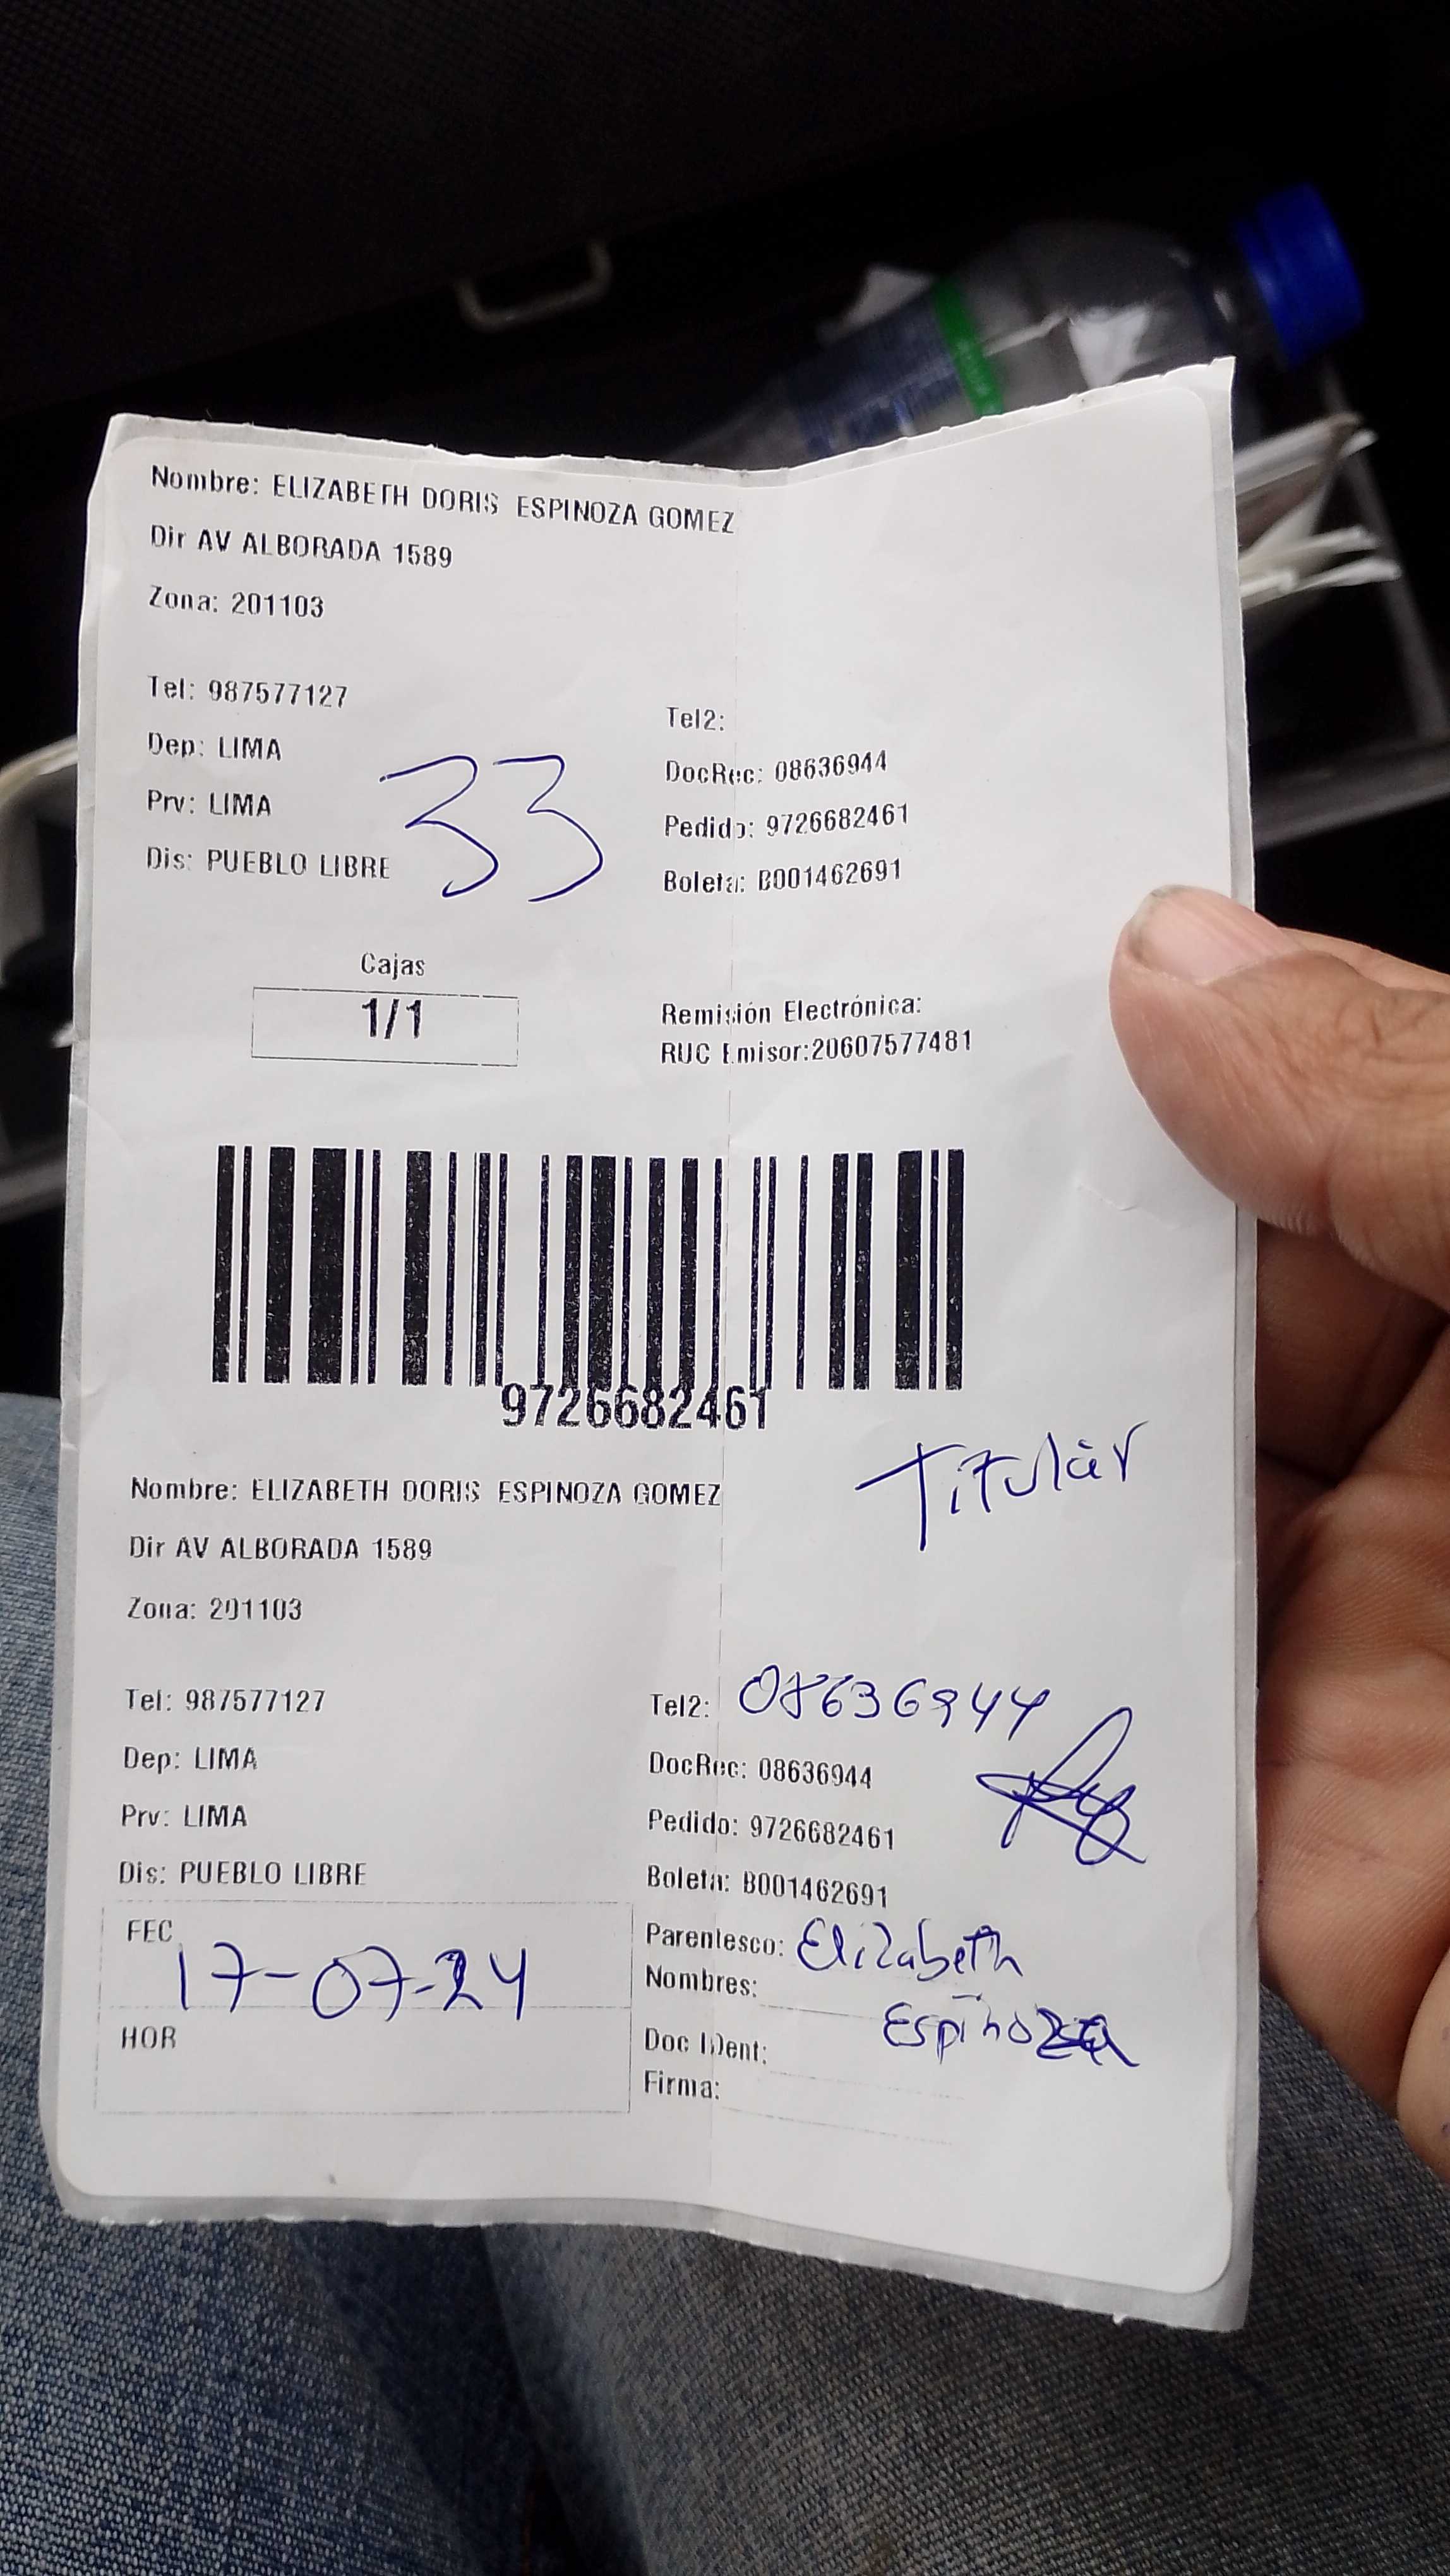 Nombre: ELIZABETH DORIS ESPINOZA GOMEZ
Dir AV ALBORADA 1589
Zona: 201103
Tel: 987577127
Tel2:
Dep: LIMA
DocRec: 08636944
Prv: LIMA
33
Pedido: 9726682461
Dis: PUEBLO LIBRE
Boleta: B001462691
Cajas
1/1
Remisión Electrónica:
RUC Emisor:20607577481
9726682461
Titular
Nombre: ELIZABETH DORIS ESPINOZA GOMEZ
Dir AV ALBORADA 1589
Zona: 201103
Tel: 987577127
Tel2: 08636944
Dep: LIMA
DocRec: 08636944
Prv: LIMA
Pedido: 9726682461
Dis: PUEBLO LIBRE
Boleta: B001462691
FEC
17-07-24
HOR
Parentesco: Elizabeth
Nombres:
Espinoza
Doc Ident:
Firma: